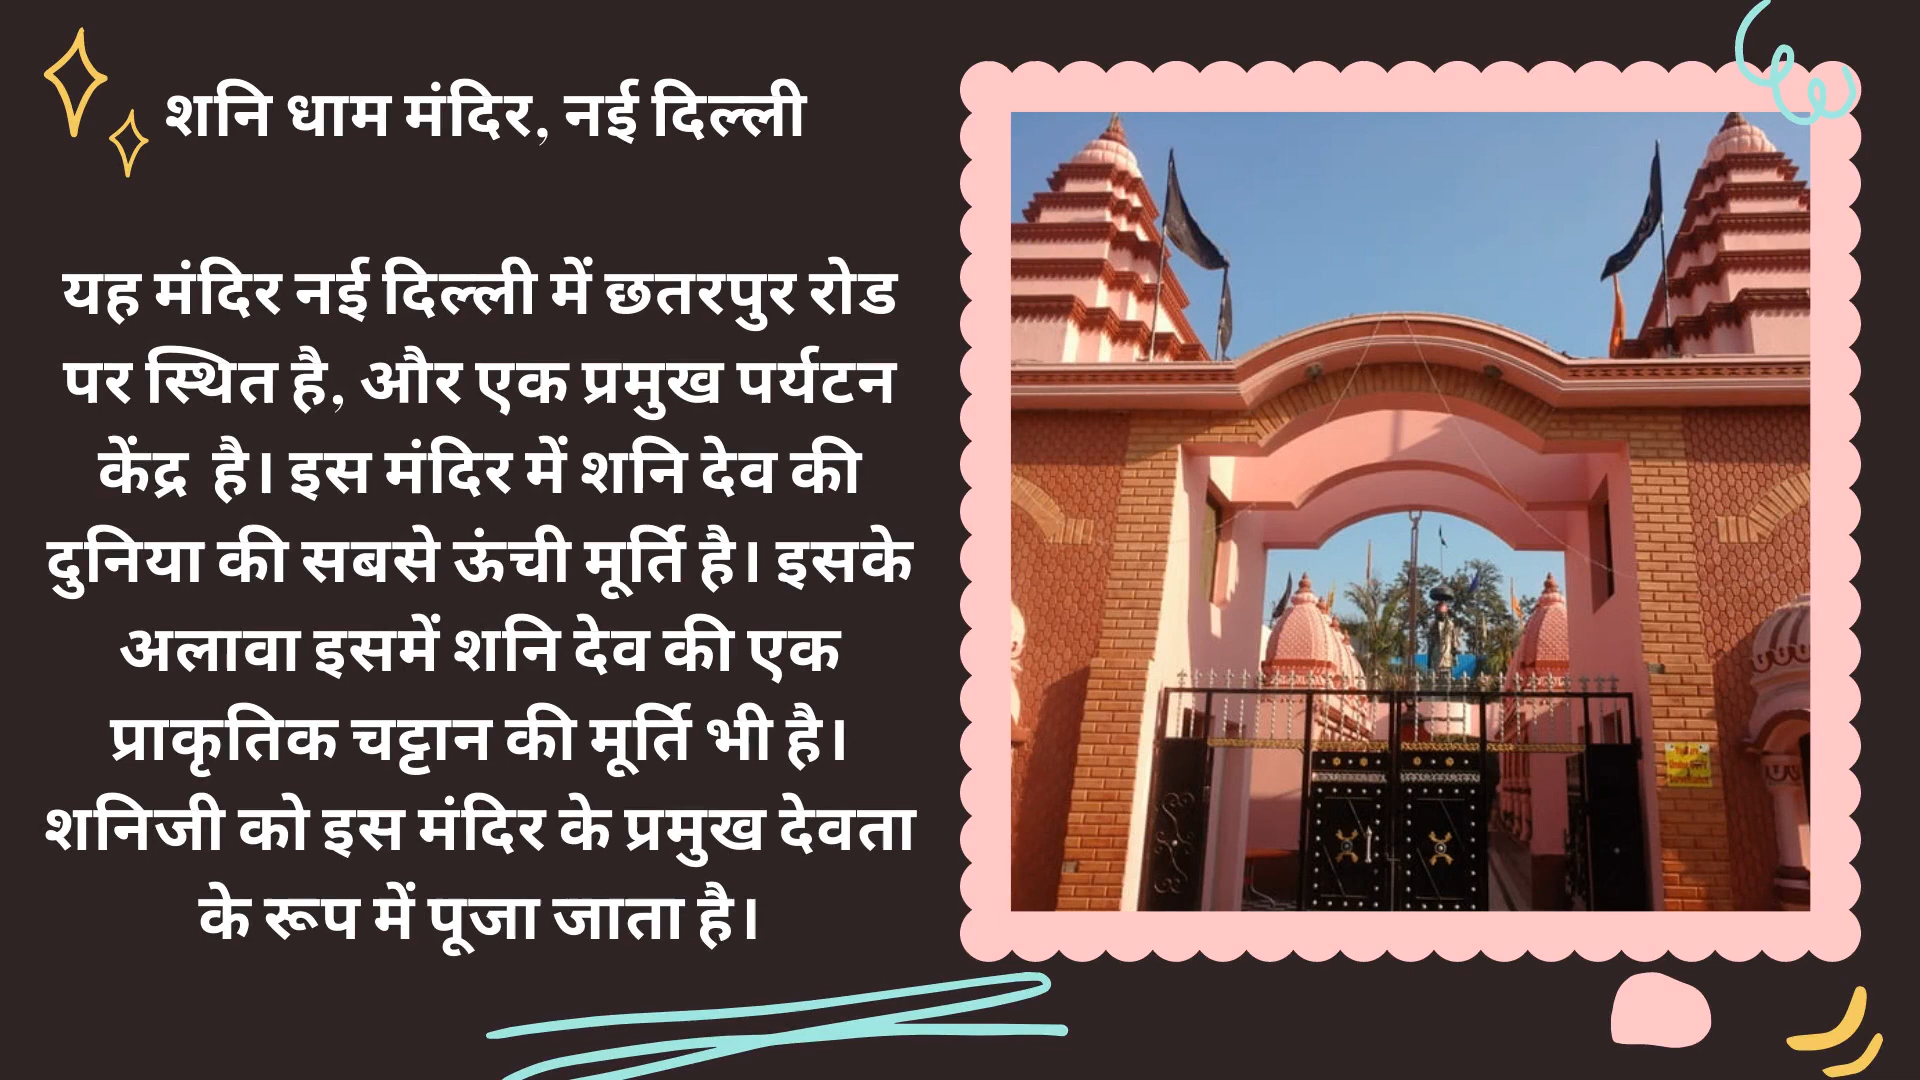 शनि धाम मंदिर, नई दिल्ली
यह मंदिर नई दिल्ली में छतरपुर रोड
पर स्थित है, और एक प्रमुख पर्यटन
केंद्र है। इस मंदिर में शनि देव की
दुनिया की सबसे ऊंची मूर्ति है। इसके
अलावा इसमें शनि देव की एक
प्राकृतिक चट्टान की मूर्ति भी है।
शनिजी को इस मंदिर के प्रमुख देवता
के रूप में पूजा जाता है।